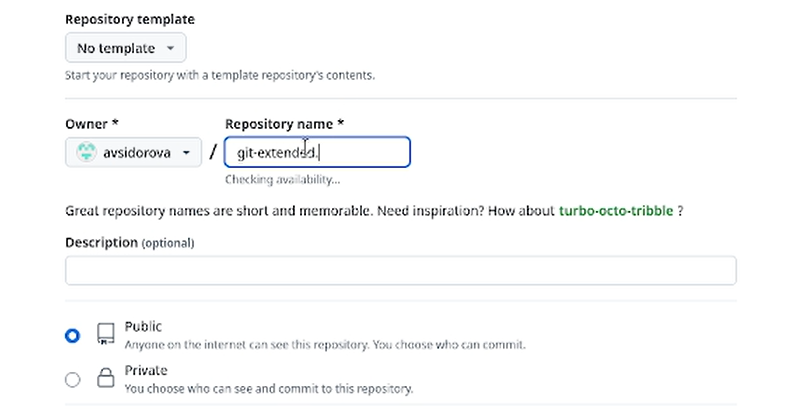 Repository template
No template
Start your repository with a template repository's contents.
Owner * Repository name *
avsidorova / git-extended.
Checking availability...
Great repository names are short and memorable. Need inspiration? How about turbo-octo-tribble ?
Description (optional)
Public
Anyone on the internet can see this repository. You choose who can commit.
Private
You choose who can see and commit to this repository.